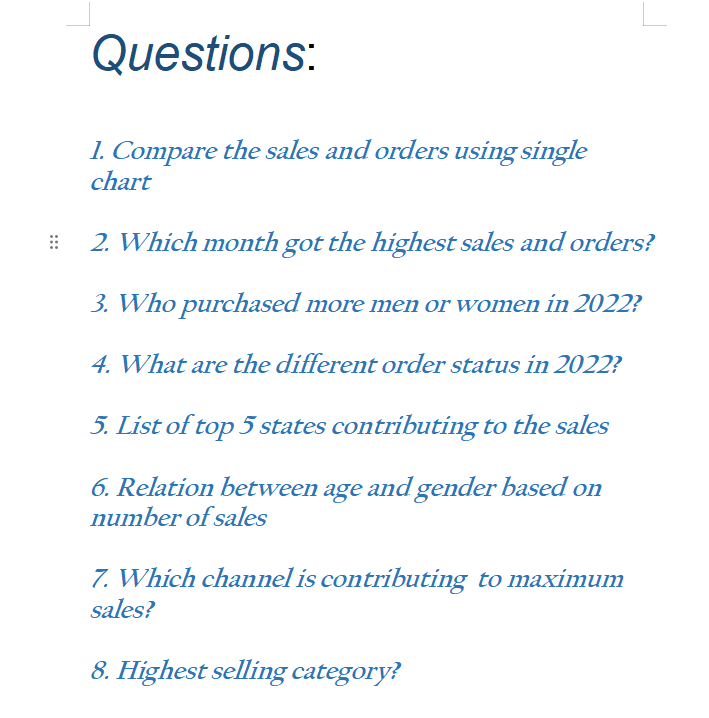 Questions:
1. Compare the sales and orders using single
chart
2. Which month got the highest sales and orders?
3. Who purchased more men or women in 2022?
4. What are the different order status in 2022?
5. List of top 5 states contributing to the sales
6. Relation between age and gender based on
number of sales
7. Which channel is contributing  to maximum
sales?
8. Highest selling category?